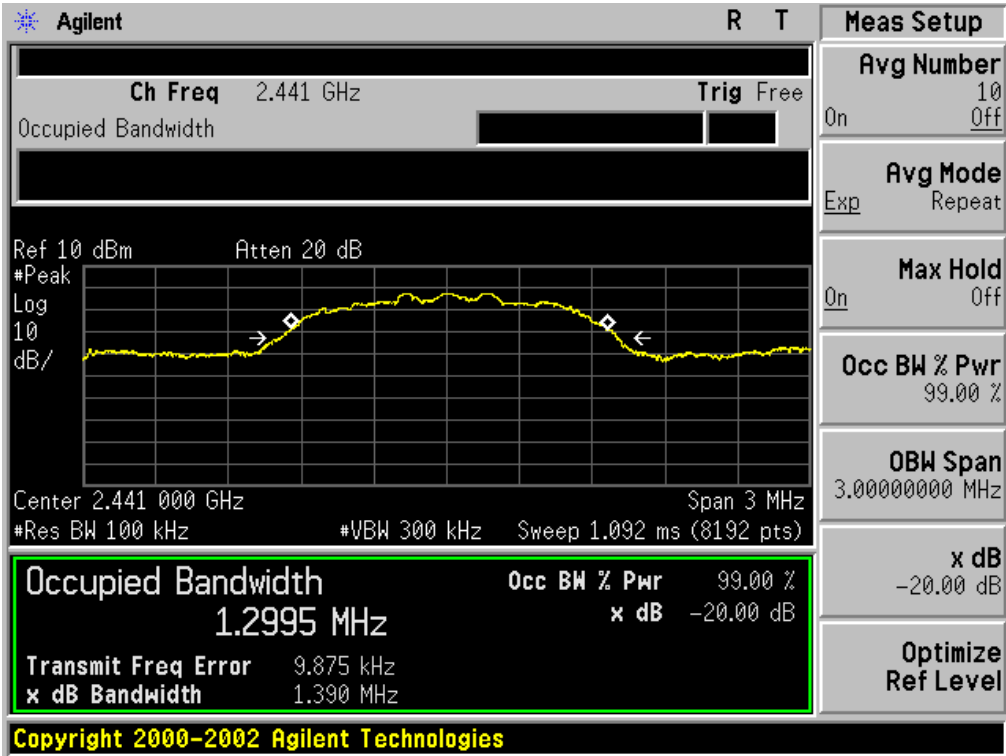 Agilent R T
Meas Setup
Ch Freq 2.441 GHz Trig Free
Occupied Bandwidth
Ref 10 dBm Atten 20 dB
#Peak
Log
10
dB/
Center 2.441 000 GHz Span 3 MHz
#Res BW 100 kHz #VBW 300 kHz Sweep 1.092 ms (8192 pts)
Occupied Bandwidth Occ BW % Pwr 99.00 %
1.2995 MHz x dB -20.00 dB
Transmit Freq Error 9.875 kHz
x dB Bandwidth 1.390 MHz
Avg Number
10
On Off
Avg Mode
Exp Repeat
Max Hold
On Off
Occ BW % Pwr
99.00 %
OBW Span
3.00000000 MHz
x dB
-20.00 dB
Optimize
Ref Level
Copyright 2000-2002 Agilent Technologies